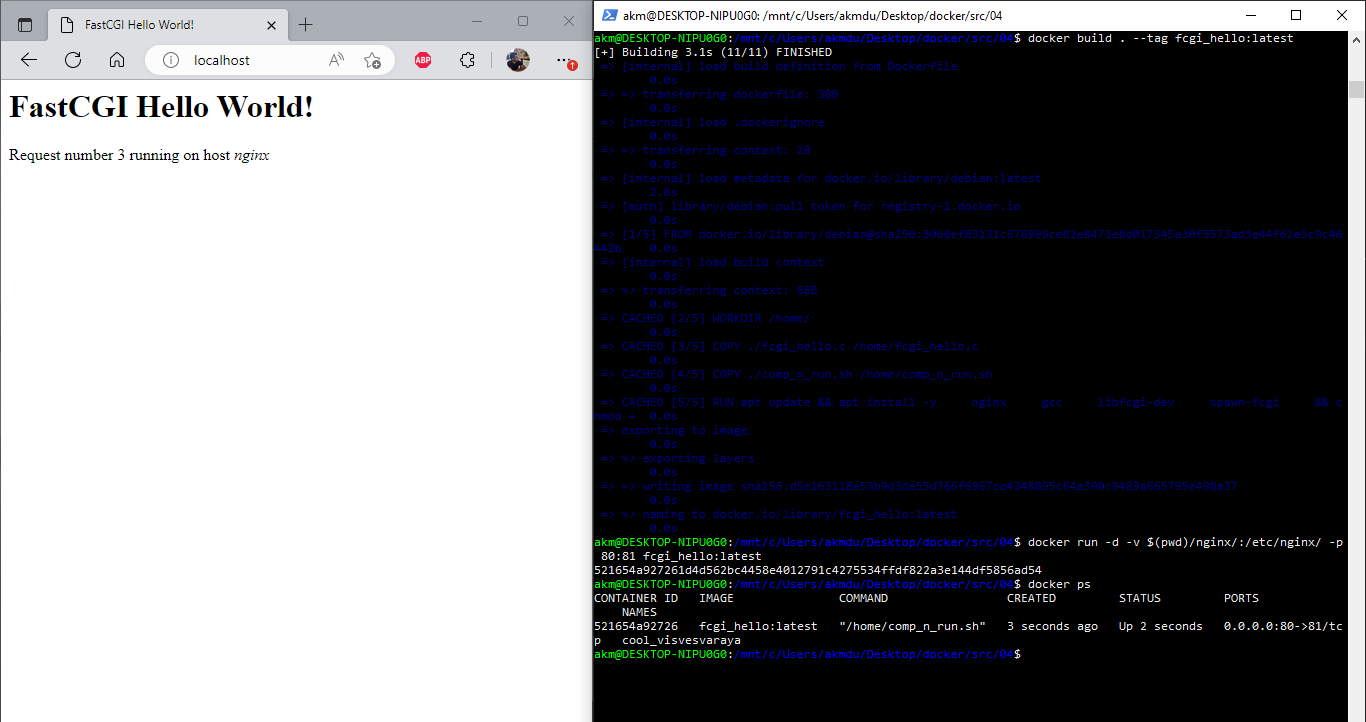 FastCGI Hello World!
localhost
ABP
FastCGI Hello World!
Request number 3 running on host nginx
akm@DESKTOP-NIPU0G0: /mnt/c/Users/akmdu/Desktop/docker/src/04
akm@DESKTOP-NIPU0G0:/mnt/c/Users/akmdu/Desktop/docker/src/04$ docker build . --tag fcgi_hello:latest
[+] Building 3.1s (11/11) FINISHED
=> [internal] load build definition from Dockerfile
0.0s
=> => transferring dockerfile: 38B
0.0s
=> [internal] load .dockerignore
0.0s
=> => transferring context: 2B
0.0s
=> [internal] load metadata for docker.io/library/debian:latest
2.8s
=> [auth] library/debian:pull token for registry-1.docker.io
0.0s
=> [1/5] FROM
0.0s
=> [internal] load build context
0.0s
=> => transferring context: 66B
0.0s
=> CACHED [2/5] WORKDIR /home/
0.0s
=> CACHED [3/5] COPY ./fcgi_hello.c /home/fcgi_hello.c
0.0s
=> CACHED [4/5] COPY ./comp_n_run.sh /home/comp_n_run.sh
0.0s
=> CACHED [5/5] RUN apt update && apt install -y nginx gcc libfcgi-dev spawn-fcgi && c
hmod + 0.0s
=> exporting to image
0.0s
=> => exporting layers
0.0s
=> => writing image
0.0s
=> => naming to docker.io/library/fcgi_hello:latest
0.0s
akm@DESKTOP-NIPU0G0:/mnt/c/Users/akmdu/Desktop/docker/src/04$ docker run -d -v $(pwd)/nginx/:/etc/nginx/ -p
80:81 fcgi_hello:latest
521654a927261d4d562bc4458e4012791c4275534ffdf822a3e144df5856ad54
akm@DESKTOP-NIPU0G0:/mnt/c/Users/akmdu/Desktop/docker/src/04$ docker ps
CONTAINER ID IMAGE COMMAND CREATED STATUS PORTS
NAMES
521654a92726 fcgi_hello:latest "/home/comp_n_run.sh" 3 seconds ago Up 2 seconds 0.0.0.0:80->81/tc
p cool_visvesvaraya
akm@DESKTOP-NIPU0G0:/mnt/c/Users/akmdu/Desktop/docker/src/04$